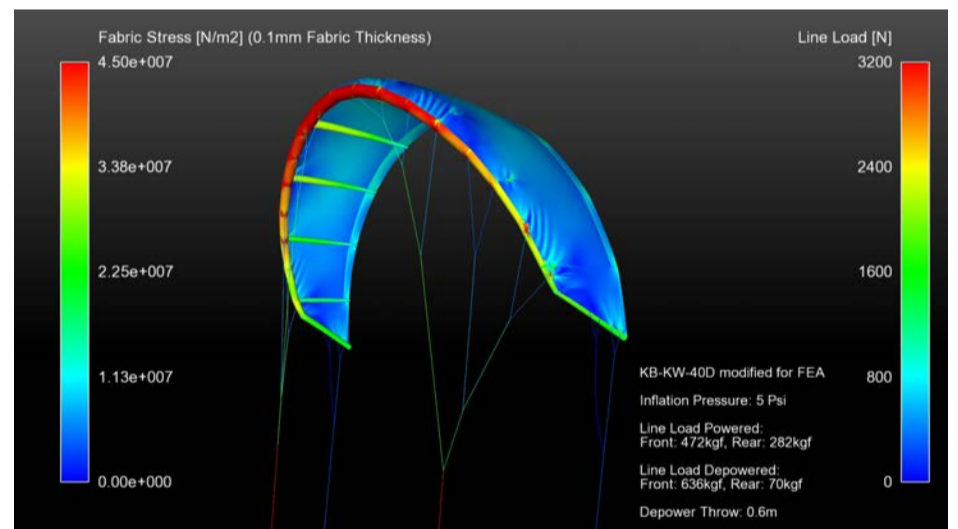 Fabric Stress [N/m2] (0.1mm Fabric Thickness)
4.50e+007
3.38e+007
2.25e+007
1.13e+007
0.00e+000
Line Load [N]
3200
2400
1600
800
0
KB-KW-40D modified for FEA
Inflation Pressure: 5 Psi
Line Load Powered:
Front: 472kgf, Rear: 282kgf
Line Load Depowered:
Front: 636kgf, Rear: 70kgf
Depower Throw: 0.6m